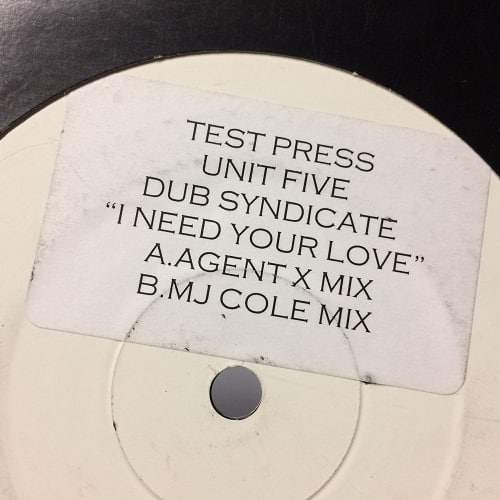 TEST PRESS
UNIT FIVE
DUB SYNDICATE
“I NEED YOUR LOVE”
A.AGENT X MIX
B.MJ COLE MIX